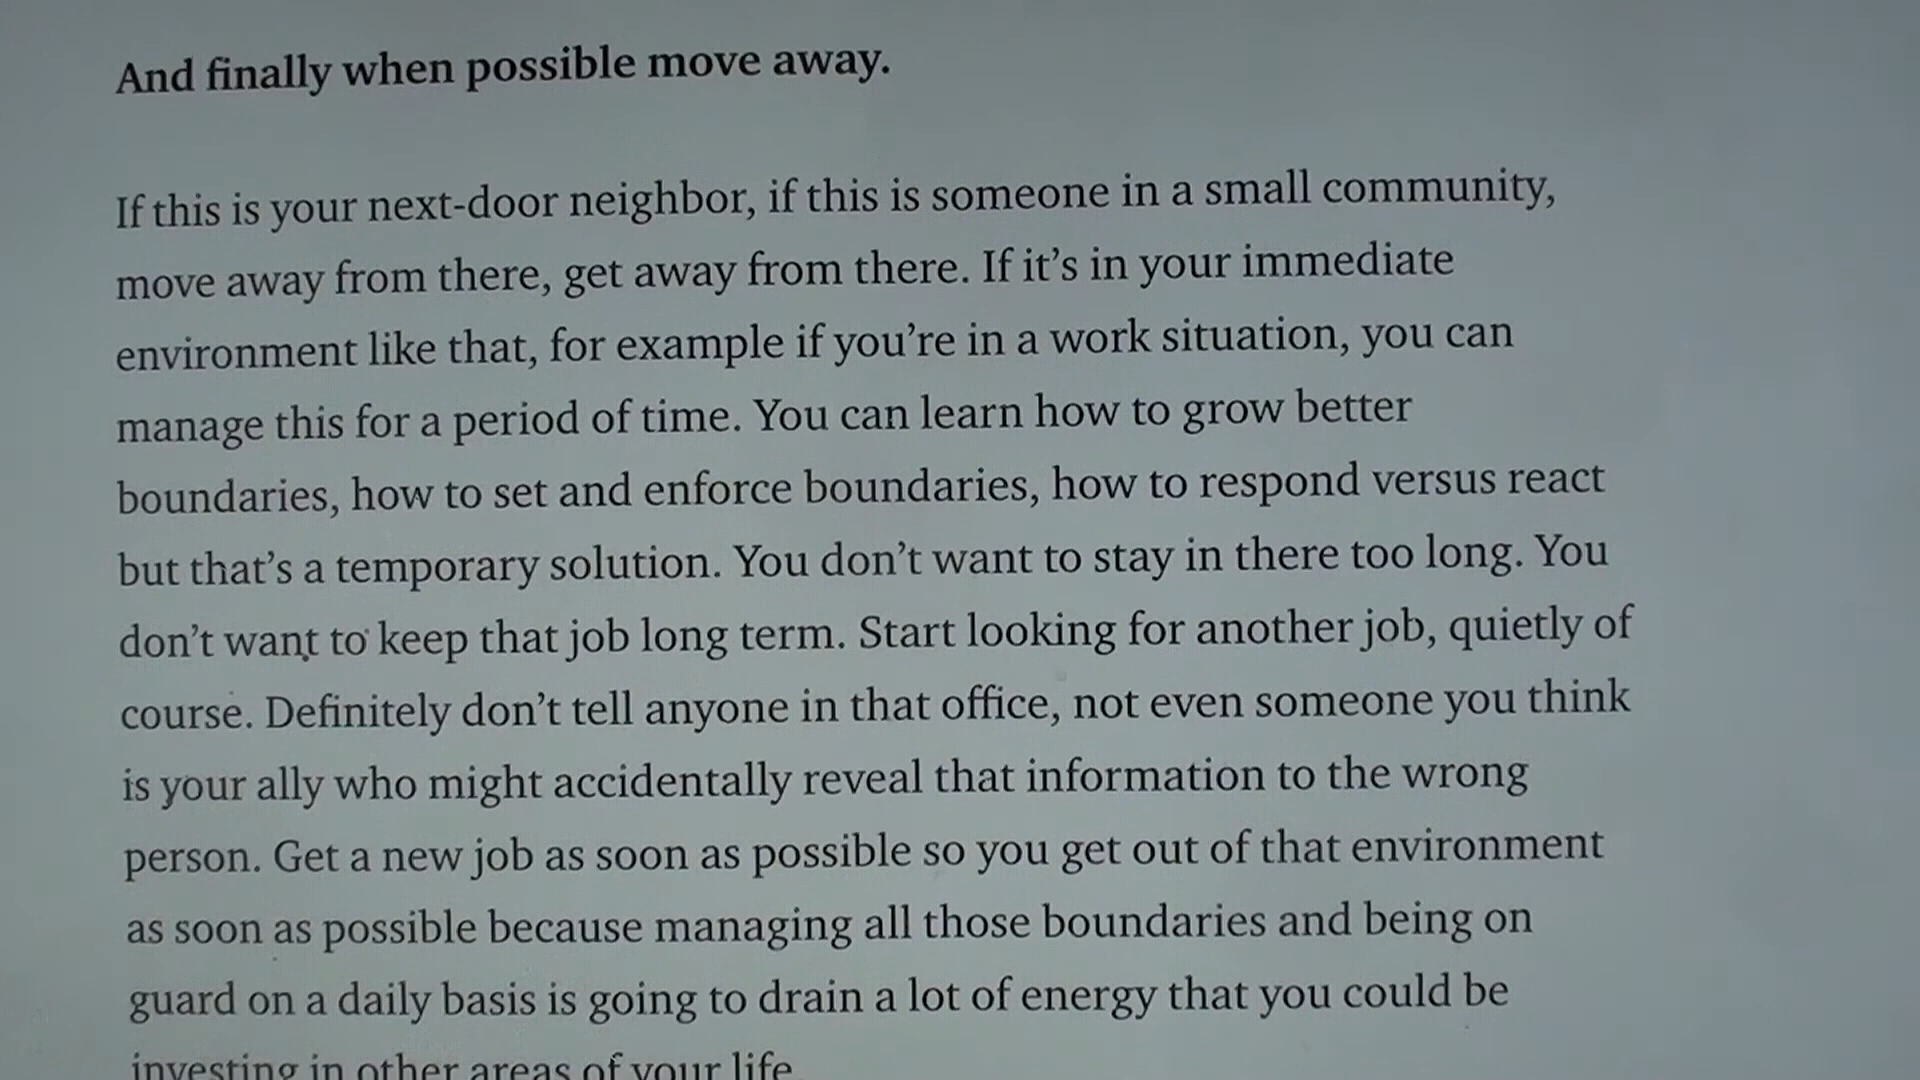 And finally when possible move away.
If this is your next-door neighbor, if this is someone in a small community,
move away from there, get away from there. If it’s in your immediate
environment like that, for example if you’re in a work situation, you can
manage this for a period of time. You can learn how to grow better
boundaries, how to set and enforce boundaries, how to respond versus react
but that’s a temporary solution. You don’t want to stay in there too long. You
don’t want to keep that job long term. Start looking for another job, quietly of
course. Definitely don’t tell anyone in that office, not even someone you think
is your ally who might accidentally reveal that information to the wrong
person. Get a new job as soon as possible so you get out of that environment
as soon as possible because managing all those boundaries and being on
guard on a daily basis is going to drain a lot of energy that you could be
investing in other areas of your life